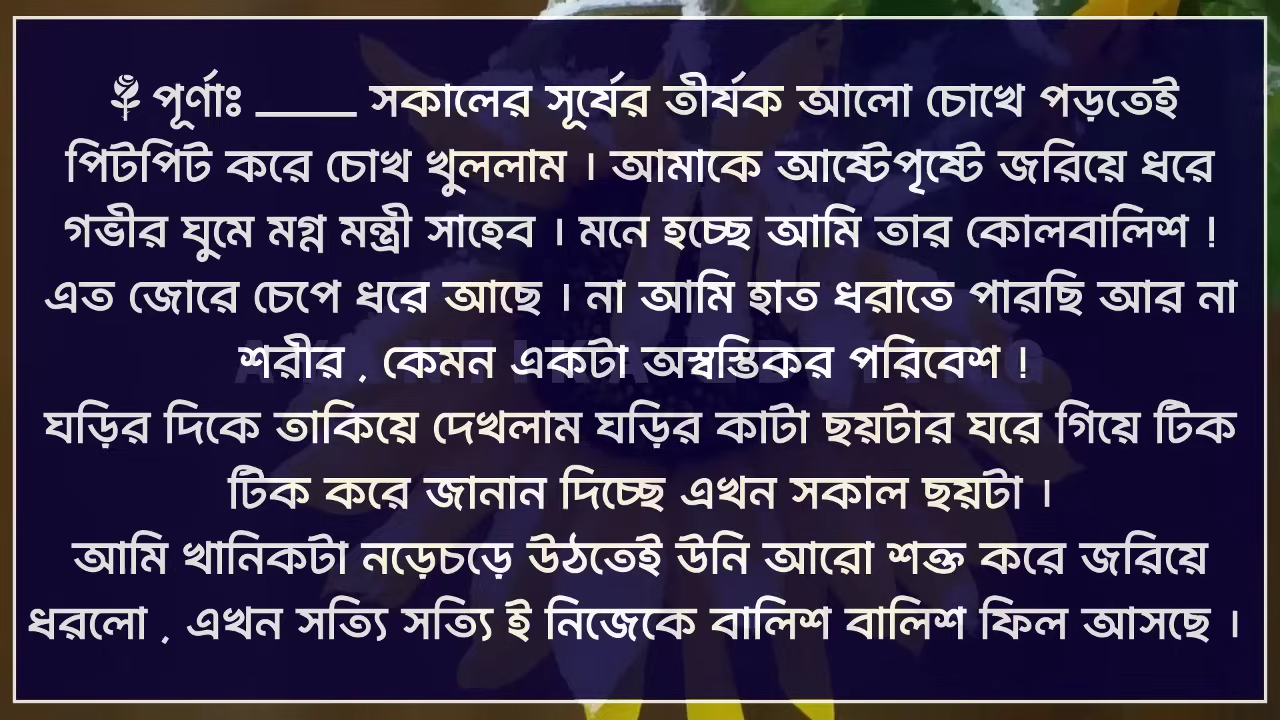 পূর্ণাঃ _____ সকালের সূর্যের তীর্যক আলো চোখে পড়তেই
পিটপিট করে চোখ খুললাম । আমাকে আষ্টেপৃষ্টে জরিয়ে ধরে
গভীর ঘুমে মগ্ন মন্ত্রী সাহেব । মনে হচ্ছে আমি তার কোলবালিশ !
এত জোরে চেপে ধরে আছে । না আমি হাত ধরাতে পারছি আর না
শরীর , কেমন একটা অস্বস্তিকর পরিবেশ !
ঘড়ির দিকে তাকিয়ে দেখলাম ঘড়ির কাটা ছয়টার ঘরে গিয়ে টিক
টিক করে জানান দিচ্ছে এখন সকাল ছয়টা ।
আমি খানিকটা নড়েচড়ে উঠতেই উনি আরো শক্ত করে জরিয়ে
ধরলো , এখন সত্যি সত্যি ই নিজেকে বালিশ বালিশ ফিল আসছে ।